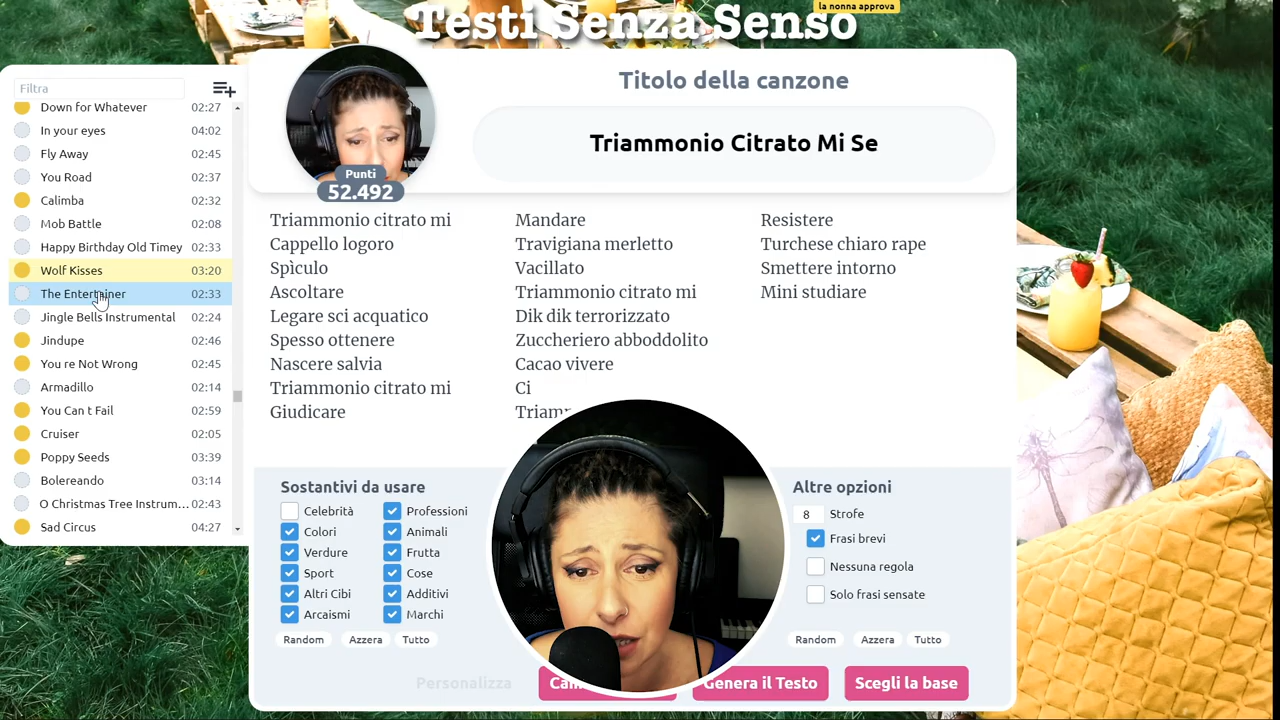 la nonna approva
Testi Senza Senso
Filtra
Down for Whatever 02:27
In your eyes 04:02
Fly Away 02:45
You Road 02:37
Calimba 02:32
Mob Battle 02:08
Happy Birthday Old Timey 02:33
Wolf Kisses 03:20
The Entertainer 02:33
Jingle Bells Instrumental 02:24
Jindupe 02:46
You re Not Wrong 02:45
Armadillo 02:14
You Can t Fail 02:59
Cruiser 02:05
Poppy Seeds 03:39
Bolereando 03:14
O Christmas Tree Instrum... 02:43
Sad Circus 04:27
Punti
52.492
Titolo della canzone
Triammonio Citrato Mi Se
Triammonio citrato mi
Cappello logoro
Spìculo
Ascoltare
Legare sci acquatico
Spesso ottenere
Nascere salvia
Triammonio citrato mi
Giudicare
Mandare
Travigiana merletto
Vacillato
Triammonio citrato mi
Dik dik terrorizzato
Zuccheriero abboddolito
Cacao vivere
Ci
Resistere
Turchese chiaro rape
Smettere intorno
Mini studiare
Sostantivi da usare
Celebrità
Professioni
Colori
Animali
Verdure
Frutta
Sport
Cose
Altri Cibi
Additivi
Arcaismi
Marchi
Random
Azzera
Tutto
Altre opzioni
8 Strofe
Frasi brevi
Nessuna regola
Solo frasi sensate
Random
Azzera
Tutto
Personalizza
Genera il Testo
Scegli la base